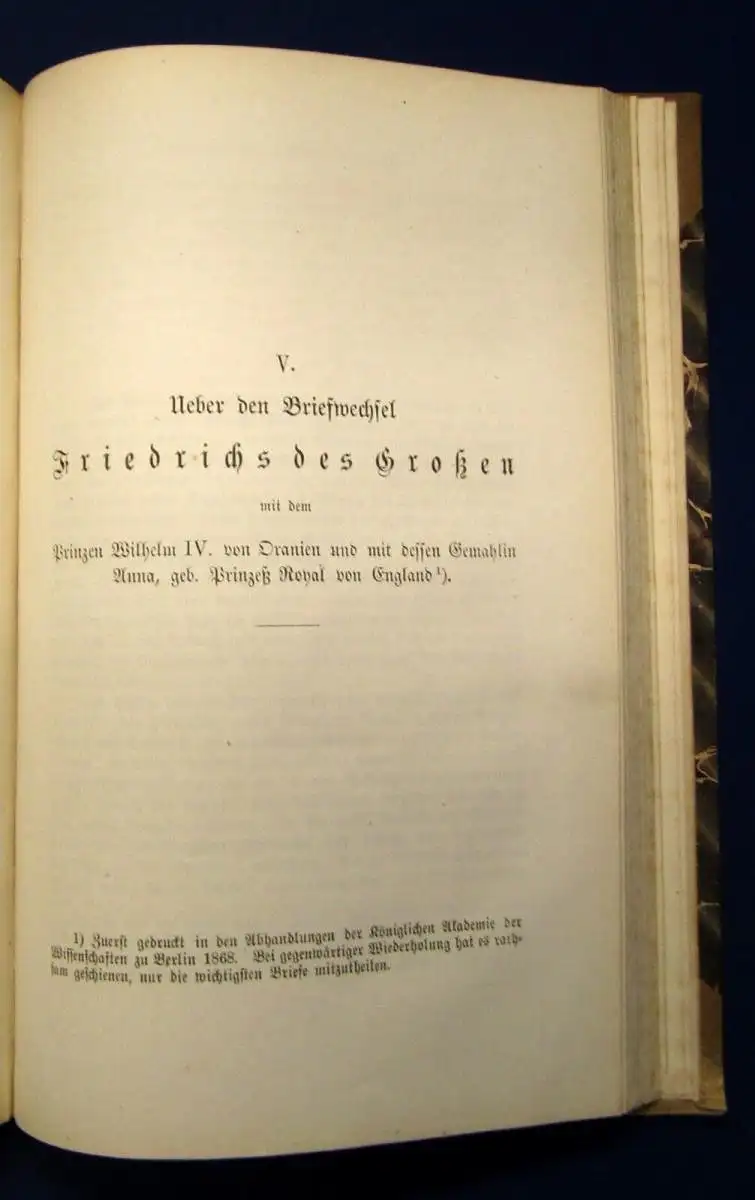 V.
Ueber den Briefwechsel
Friedrichs des Großen
mit dem
Prinzen Wilhelm IV. von Oranien und mit dessen Gemahlin
Anna, geb. Prinzeß Royal von England¹).
1) Zuerst gedruckt in den Abhandlungen der Königlichen Akademie der
Wissenschaften zu Berlin 1868. Bei gegenwärtiger Wiederholung hat es rath-
sam geschienen, nur die wichtigsten Briefe mitzutheilen.